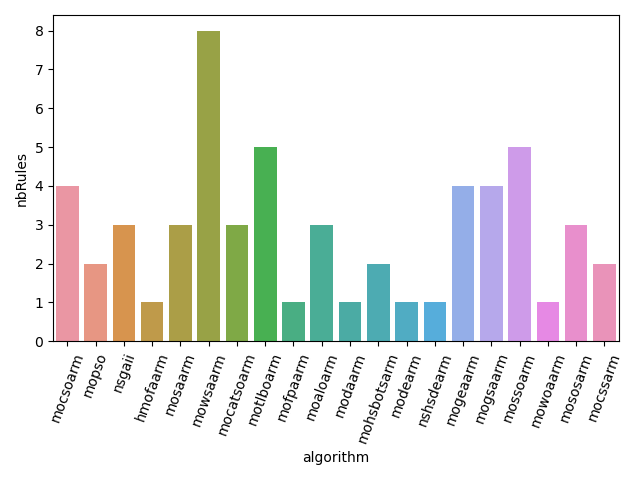 8
7
6
5
4
3
2
1
0
nbRules
mocsoarm
mopso
nsgaii
hmofaarm
mosaarm
mowsaarm
mocatsoarm
motlboarm
mofpaarm
moaloarm
modaarm
mohsbotsarm
modearm
nshsdearm
mogeaarm
mogsaarm
mossoarm
mowoaarm
mososarm
mocssarm
algorithm